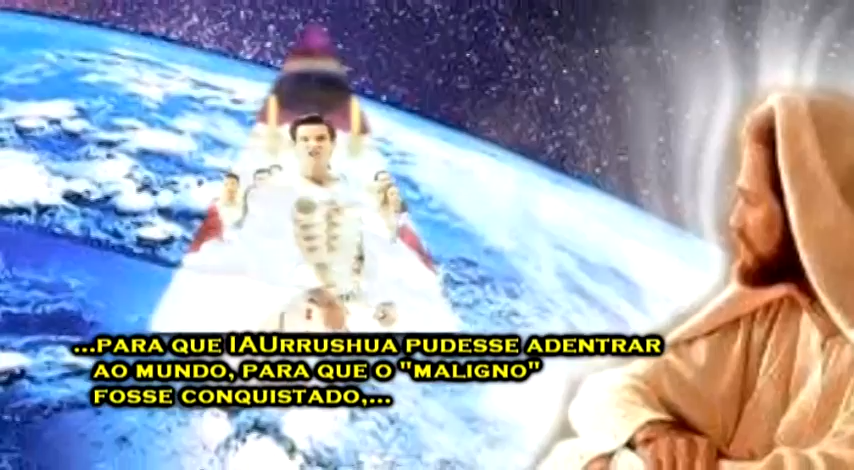 ...PARA QUE IAURRUSHUA PUDESSE ADENTRAR
AO MUNDO, PARA QUE O "MALIGNO"
FOSSE CONQUISTADO,...